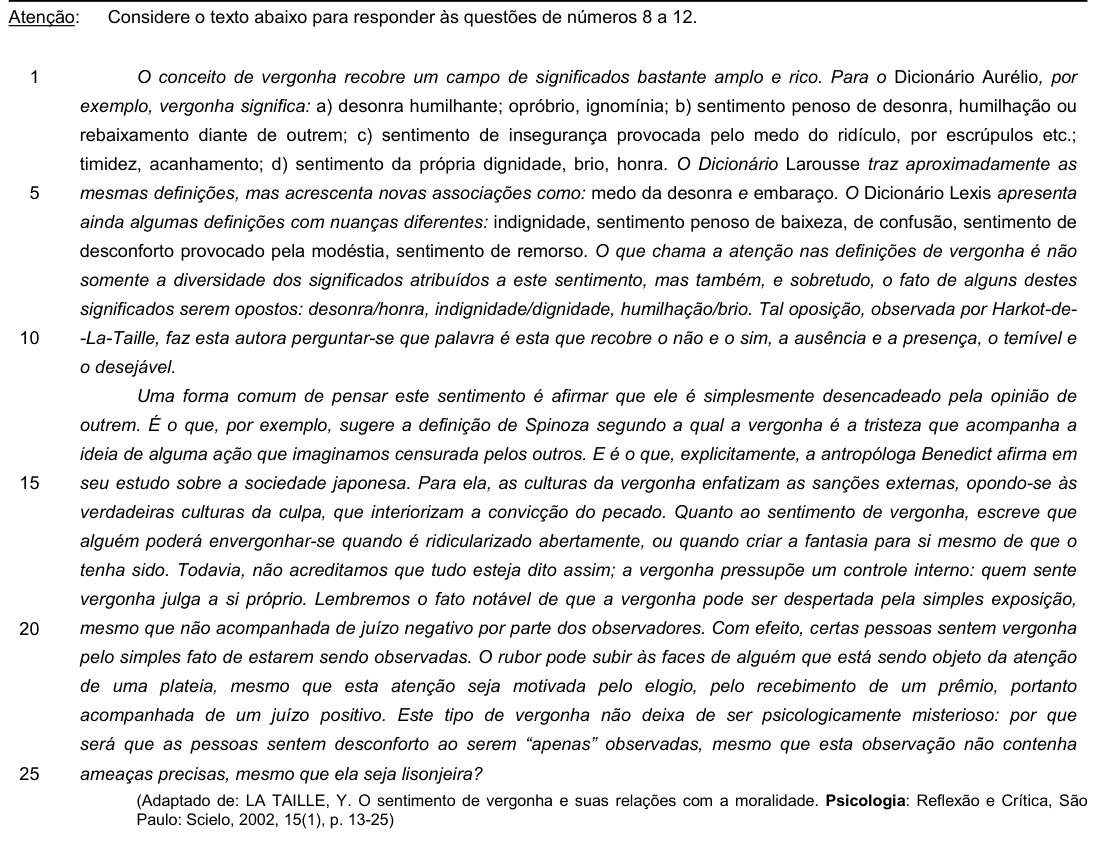 Atenção: Considere o texto abaixo para responder às questões de números 8 a 12.
1 O conceito de vergonha recobre um campo de significados bastante amplo e rico. Para o Dicionário Aurélio, por
exemplo, vergonha significa: a) desonra humilhante; opróbrio, ignomínia; b) sentimento penoso de desonra, humilhação ou
rebaixamento diante de outrem; c) sentimento de insegurança provocada pelo medo do ridículo, por escrúpulos etc.;
timidez, acanhamento; d) sentimento da própria dignidade, brio, honra. O Dicionário Larousse traz aproximadamente as
5 mesmas definições, mas acrescenta novas associações como: medo da desonra e embaraço. O Dicionário Lexis apresenta
ainda algumas definições com nuanças diferentes: indignidade, sentimento penoso de baixeza, de confusão, sentimento de
desconforto provocado pela modéstia, sentimento de remorso. O que chama a atenção nas definições de vergonha é não
somente a diversidade dos significados atribuídos a este sentimento, mas também, e sobretudo, o fato de alguns destes
significados serem opostos: desonra/honra, indignidade/dignidade, humilhação/brio. Tal oposição, observada por Harkot-de-
10 -La-Taille, faz esta autora perguntar-se que palavra é esta que recobre o não e o sim, a ausência e a presença, o temível e
o desejável.
Uma forma comum de pensar este sentimento é afirmar que ele é simplesmente desencadeado pela opinião de
outrem. É o que, por exemplo, sugere a definição de Spinoza segundo a qual a vergonha é a tristeza que acompanha a
ideia de alguma ação que imaginamos censurada pelos outros. E é o que, explicitamente, a antropóloga Benedict afirma em
15 seu estudo sobre a sociedade japonesa. Para ela, as culturas da vergonha enfatizam as sanções externas, opondo-se às
verdadeiras culturas da culpa, que interiorizam a convicção do pecado. Quanto ao sentimento de vergonha, escreve que
alguém poderá envergonhar-se quando é ridicularizado abertamente, ou quando criar a fantasia para si mesmo de que o
tenha sido. Todavia, não acreditamos que tudo esteja dito assim; a vergonha pressupõe um controle interno: quem sente
vergonha julga a si próprio. Lembremos o fato notável de que a vergonha pode ser despertada pela simples exposição,
20 mesmo que não acompanhada de juízo negativo por parte dos observadores. Com efeito, certas pessoas sentem vergonha
pelo simples fato de estarem sendo observadas. O rubor pode subir às faces de alguém que está sendo objeto da atenção
de uma plateia, mesmo que esta atenção seja motivada pelo elogio, pelo recebimento de um prêmio, portanto
acompanhada de um juízo positivo. Este tipo de vergonha não deixa de ser psicologicamente misterioso: por que
será que as pessoas sentem desconforto ao serem “apenas” observadas, mesmo que esta observação não contenha
25 ameaças precisas, mesmo que ela seja lisonjeira?
(Adaptado de: LA TAILLE, Y. O sentimento de vergonha e suas relações com a moralidade. Psicologia: Reflexão e Crítica, São
Paulo: Scielo, 2002, 15(1), p. 13-25)